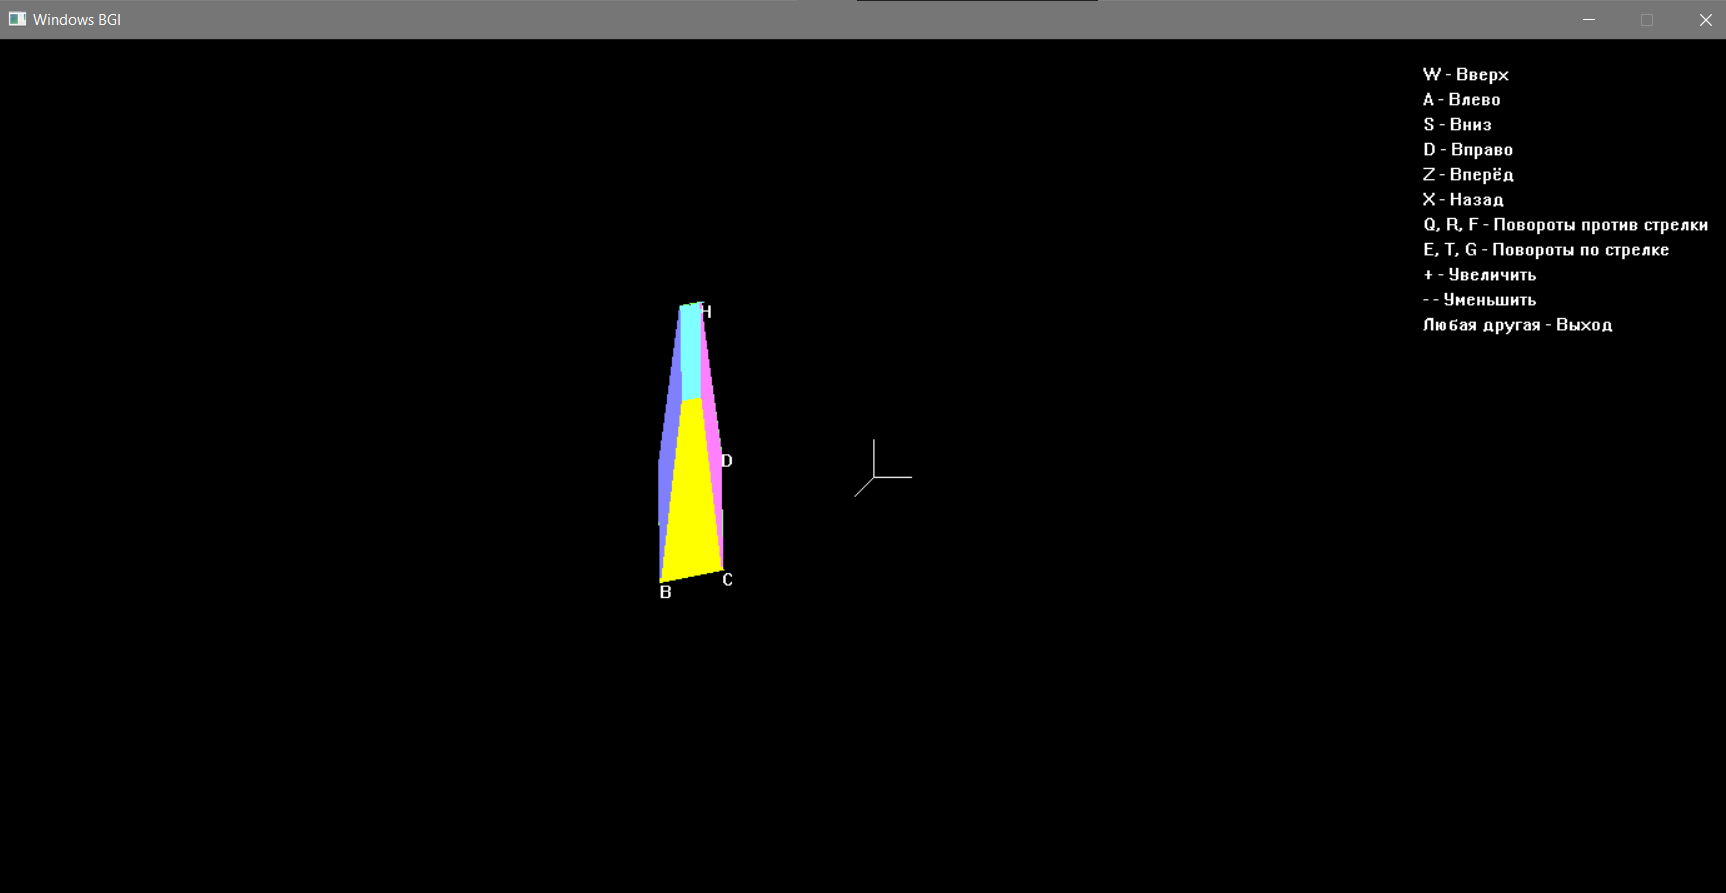 Windows BGI
W - Вверх
A - Влево
S - Вниз
D - Вправо
Z - Вперёд
X - Назад
Q, R, F - Повороты против стрелки
E, T, G - Повороты по стрелке
+ - Увеличить
- - Уменьшить
Любая другая - Выход
H
D
C
B